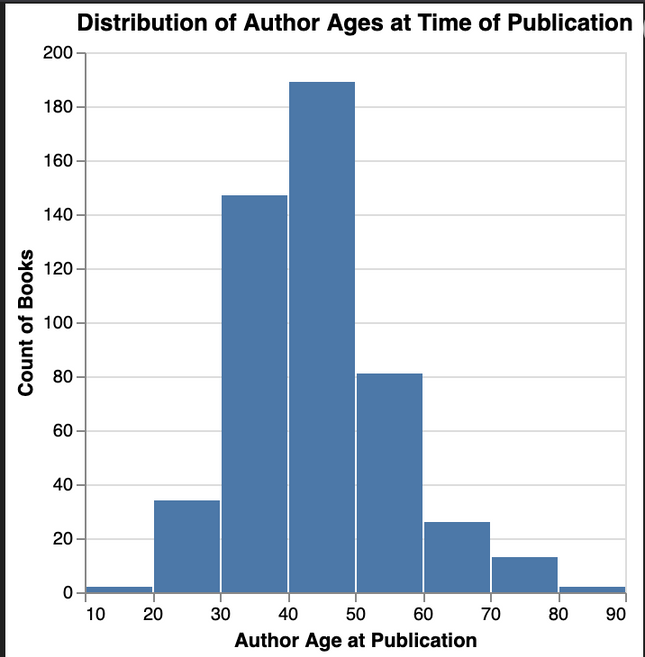 Distribution of Author Ages at Time of Publication
200
180
160
140
120
100
80
60
40
20
0
Count of Books
10 20 30 40 50 60 70 80 90
Author Age at Publication